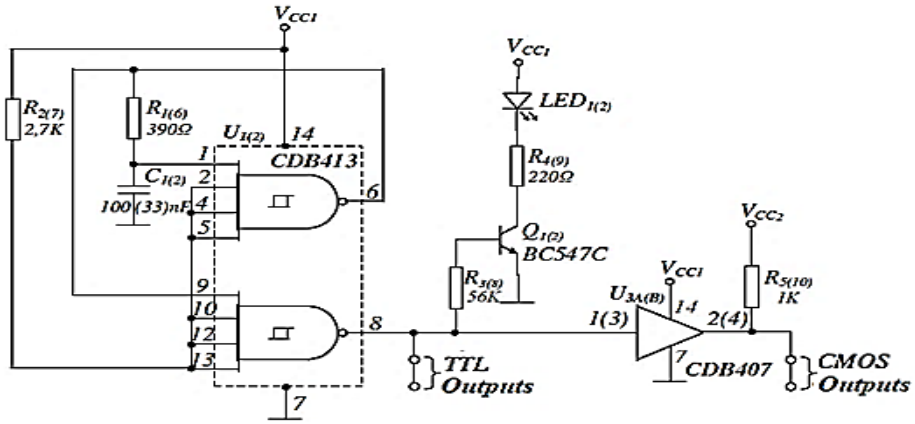 VCC1
VCC1
LED1(2)
R2(7)
2,7K
R1(6)
390Ω
U1(2)
14
CDB413
1
C1(2)
2
100 (33)nF
4
5
6
R4(9)
220Ω
Q1(2)
BC547C
VCC2
R3(8)
56K
VCC1
R5(10)
1K
U3A(B)
14
9
10
12
13
8
1(3)
2(4)
7
CDB407
TTL
Outputs
CMOS
Outputs
7